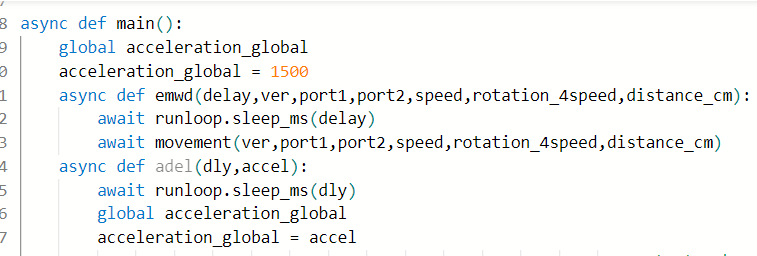 8 async def main():
9 global acceleration_global
0 acceleration_global = 1500
1 async def emwd(delay,ver,port1,port2,speed,rotation_4speed,distance_cm):
2 await runloop.sleep_ms(delay)
3 await movement(ver,port1,port2,speed,rotation_4speed,distance_cm)
4 async def adel(dly,accel):
5 await runloop.sleep_ms(dly)
6 global acceleration_global
7 acceleration_global = accel